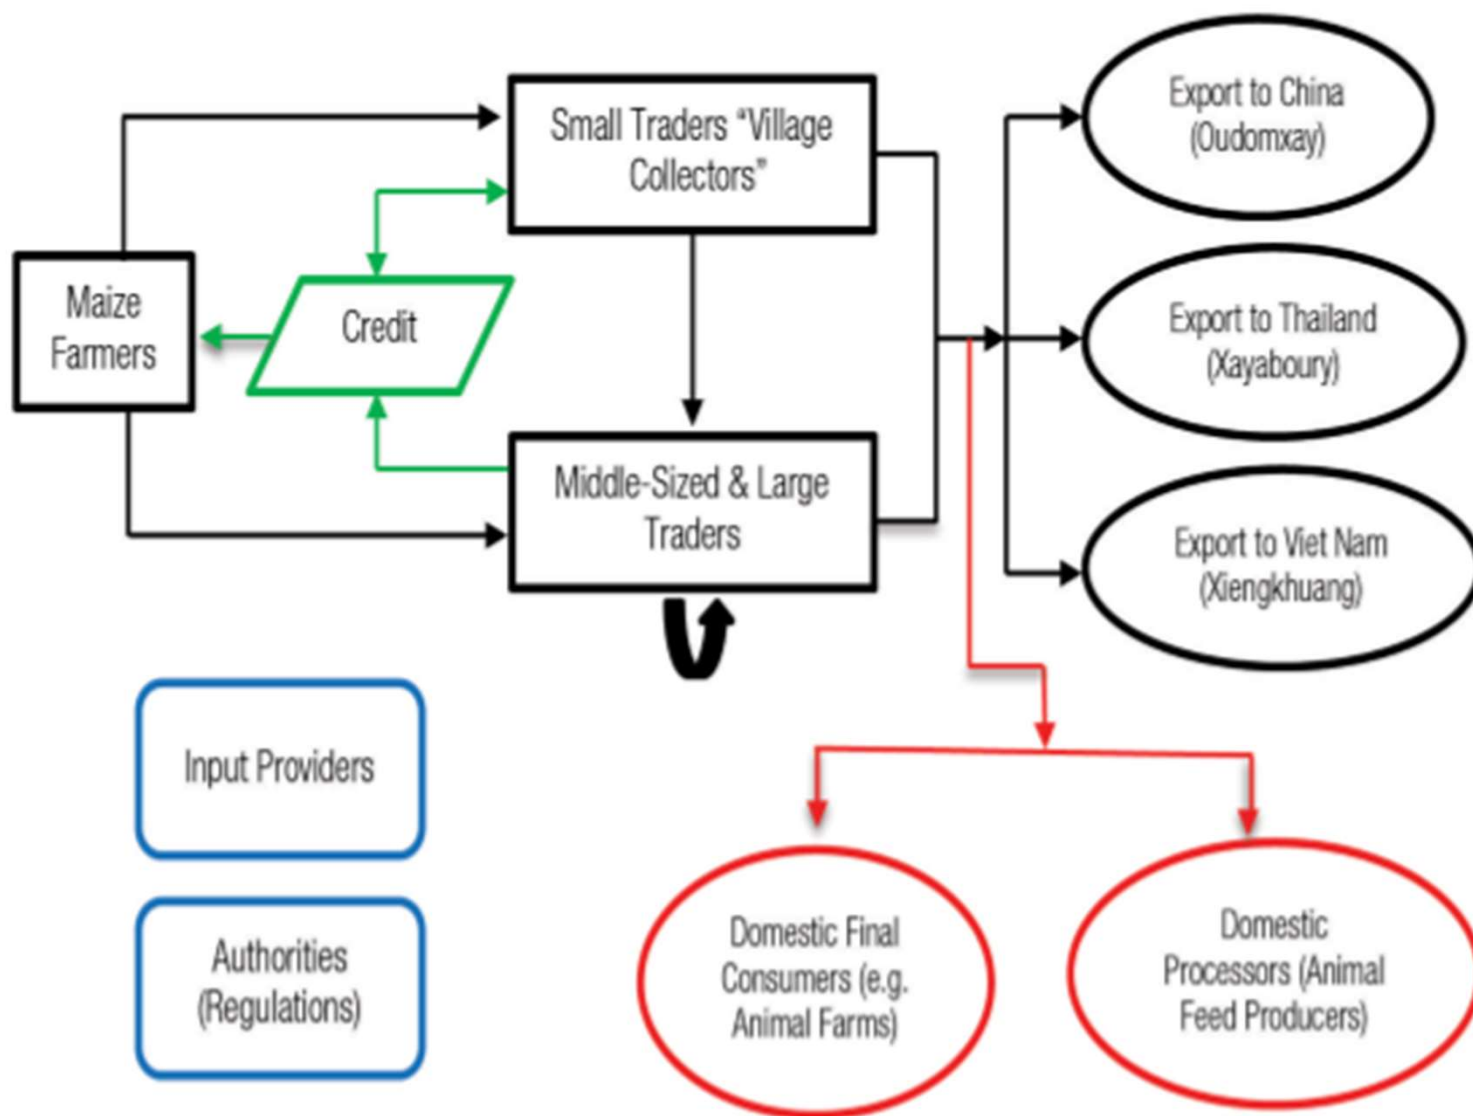 Small Traders “Village
Collectors”
Export to China
(Oudomxay)
Maize
Farmers
Credit
Export to Thailand
(Xayaboury)
Middle-Sized & Large
Traders
Export to Viet Nam
(Xiengkhuang)
Input Providers
Authorities
(Regulations)
Domestic Final
Consumers (e.g.
Animal Farms)
Domestic
Processors (Animal
Feed Producers)